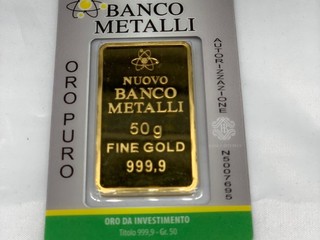 BANCO
METALLI
ORO PURO
NUOVO
BANCO
METALLI
50g
FINE GOLD
999,9
AUTORIZZAZIONE
N5007695
ORO DA INVESTIMENTO
Titolo 999,9 - Gr. 50